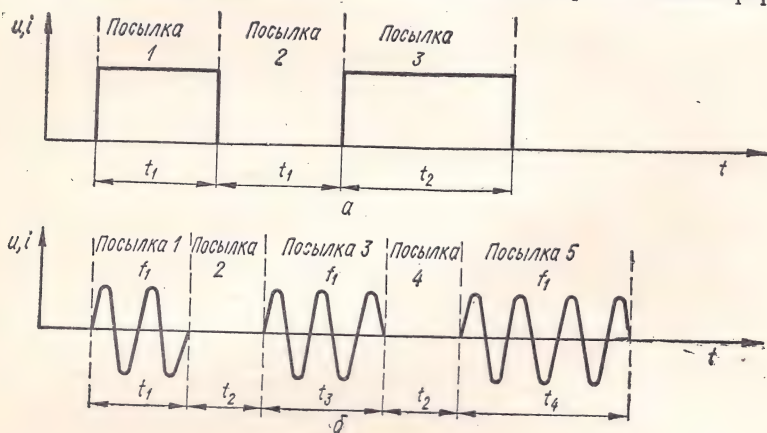 u,i
Посылка 1
Посылка 2
Посылка 3
t₁
t₁
t₂
t
а
u,i
Посылка 1
f₁
Посылка 2
Посылка 3
f₁
Посылка 4
Посылка 5
f₁
t
t₁
t₂
t₃
t₂
t₄
б